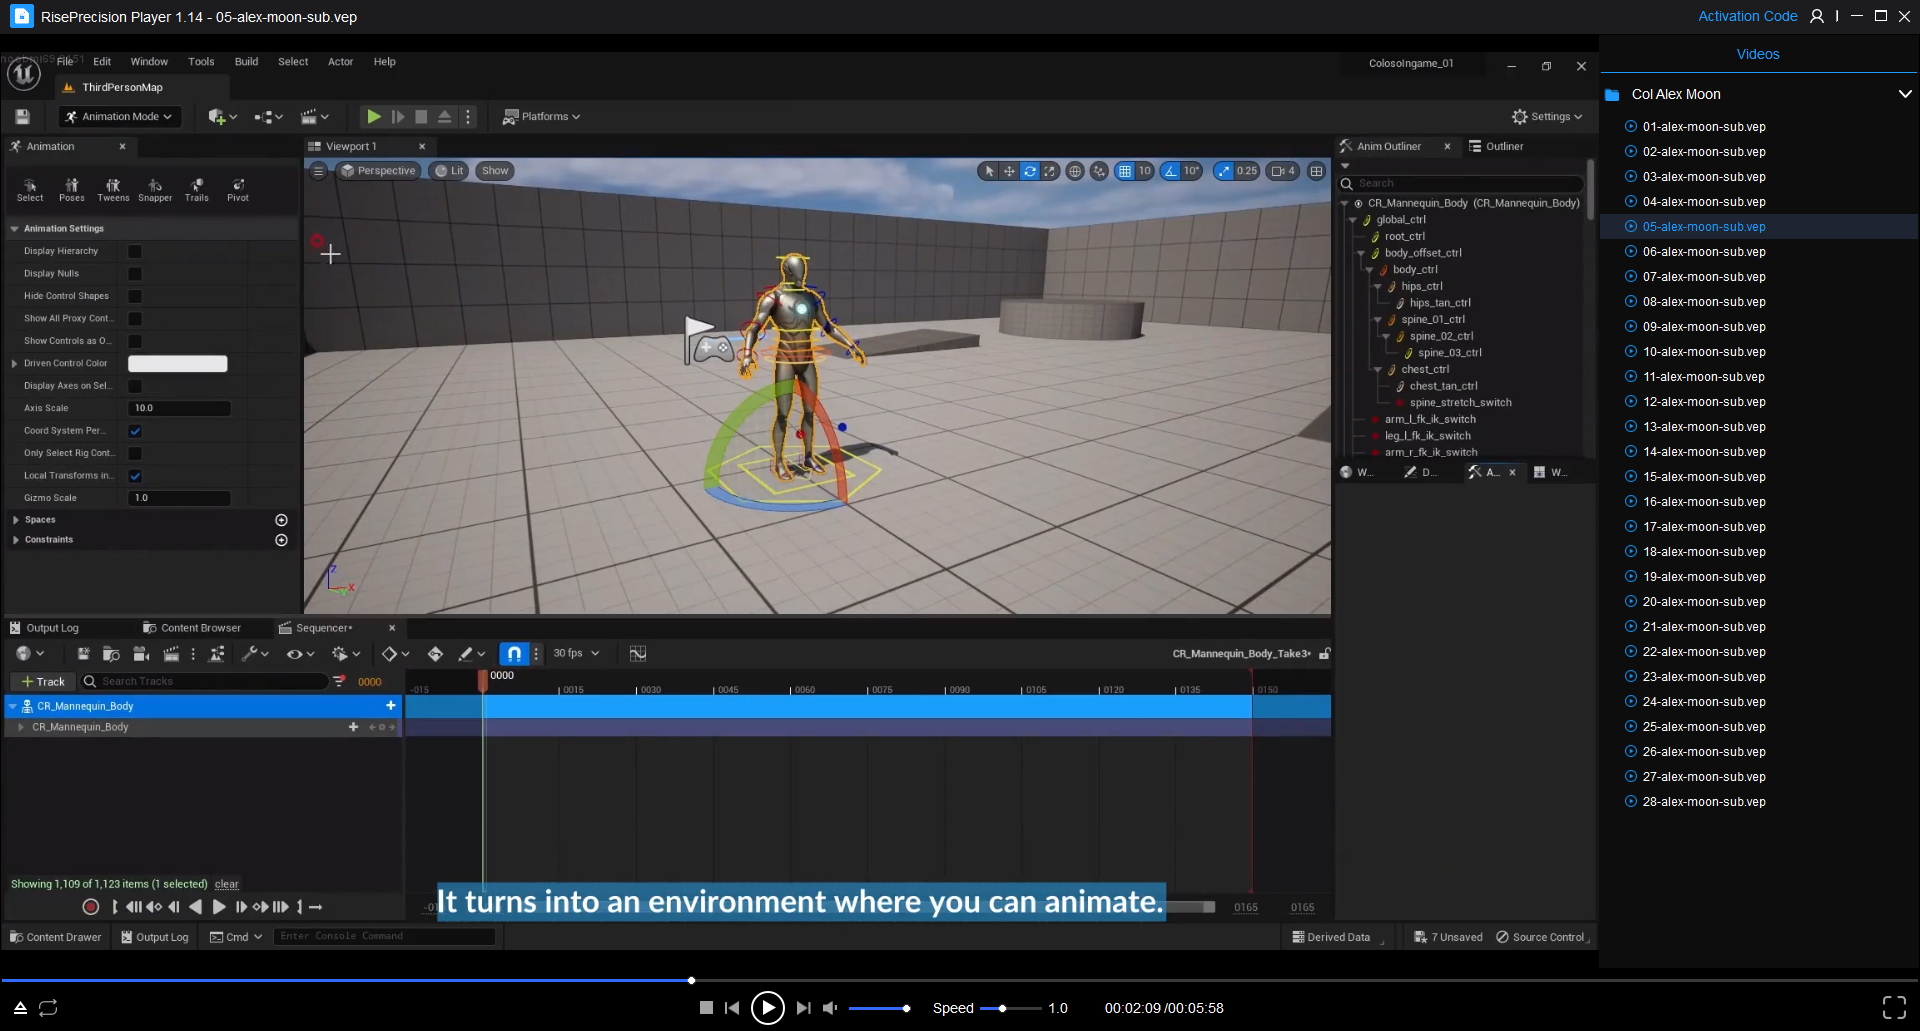 RisePrecision Player 1.14 - 05-alex-moon-sub.vep
Activation Code
File Edit Window Tools Build Select Actor Help
ColosoIngame_01
ThirdPersonMap
Animation Mode
Platforms
Settings
Animation
Viewport 1
Anim Outliner
Outliner
Select Poses Tweens Snapper Trails Pivot
Perspective Lit Show
10 10° 0.25 4
Search
Animation Settings
Display Hierarchy
Display Nulls
Hide Control Shapes
Show All Proxy Cont...
Show Controls as O...
Driven Control Color
Display Axes on Sel...
Axis Scale 10.0
Coord System Per...
Only Select Rig Cont...
Local Transforms in...
Gizmo Scale 1.0
Spaces
Constraints
Z
X
Y
CR_Mannequin_Body (CR_Mannequin_Body)
global_ctrl
root_ctrl
body_offset_ctrl
body_ctrl
hips_ctrl
hips_tan_ctrl
spine_01_ctrl
spine_02_ctrl
spine_03_ctrl
chest_ctrl
chest_tan_ctrl
spine_stretch_switch
arm_l_fk_ik_switch
leg_l_fk_ik_switch
arm_r_fk_ik_switch
W... D... A... W...
Output Log
Content Browser
Sequencer*
30 fps
CR_Mannequin_Body_Take3*
Track
Search Tracks
0000
0000
-015 0015 0030 0045 0060 0075 0090 0105 0120 0135 0150
CR_Mannequin_Body
CR_Mannequin_Body
Showing 1,109 of 1,123 items (1 selected) clear
It turns into an environment where you can animate.
0165 0165
Content Drawer
Output Log
Cmd
Enter Console Command
Derived Data
7 Unsaved
Source Control
Speed 1.0
00:02:09/00:05:58
Videos
Col Alex Moon
01-alex-moon-sub.vep
02-alex-moon-sub.vep
03-alex-moon-sub.vep
04-alex-moon-sub.vep
05-alex-moon-sub.vep
06-alex-moon-sub.vep
07-alex-moon-sub.vep
08-alex-moon-sub.vep
09-alex-moon-sub.vep
10-alex-moon-sub.vep
11-alex-moon-sub.vep
12-alex-moon-sub.vep
13-alex-moon-sub.vep
14-alex-moon-sub.vep
15-alex-moon-sub.vep
16-alex-moon-sub.vep
17-alex-moon-sub.vep
18-alex-moon-sub.vep
19-alex-moon-sub.vep
20-alex-moon-sub.vep
21-alex-moon-sub.vep
22-alex-moon-sub.vep
23-alex-moon-sub.vep
24-alex-moon-sub.vep
25-alex-moon-sub.vep
26-alex-moon-sub.vep
27-alex-moon-sub.vep
28-alex-moon-sub.vep